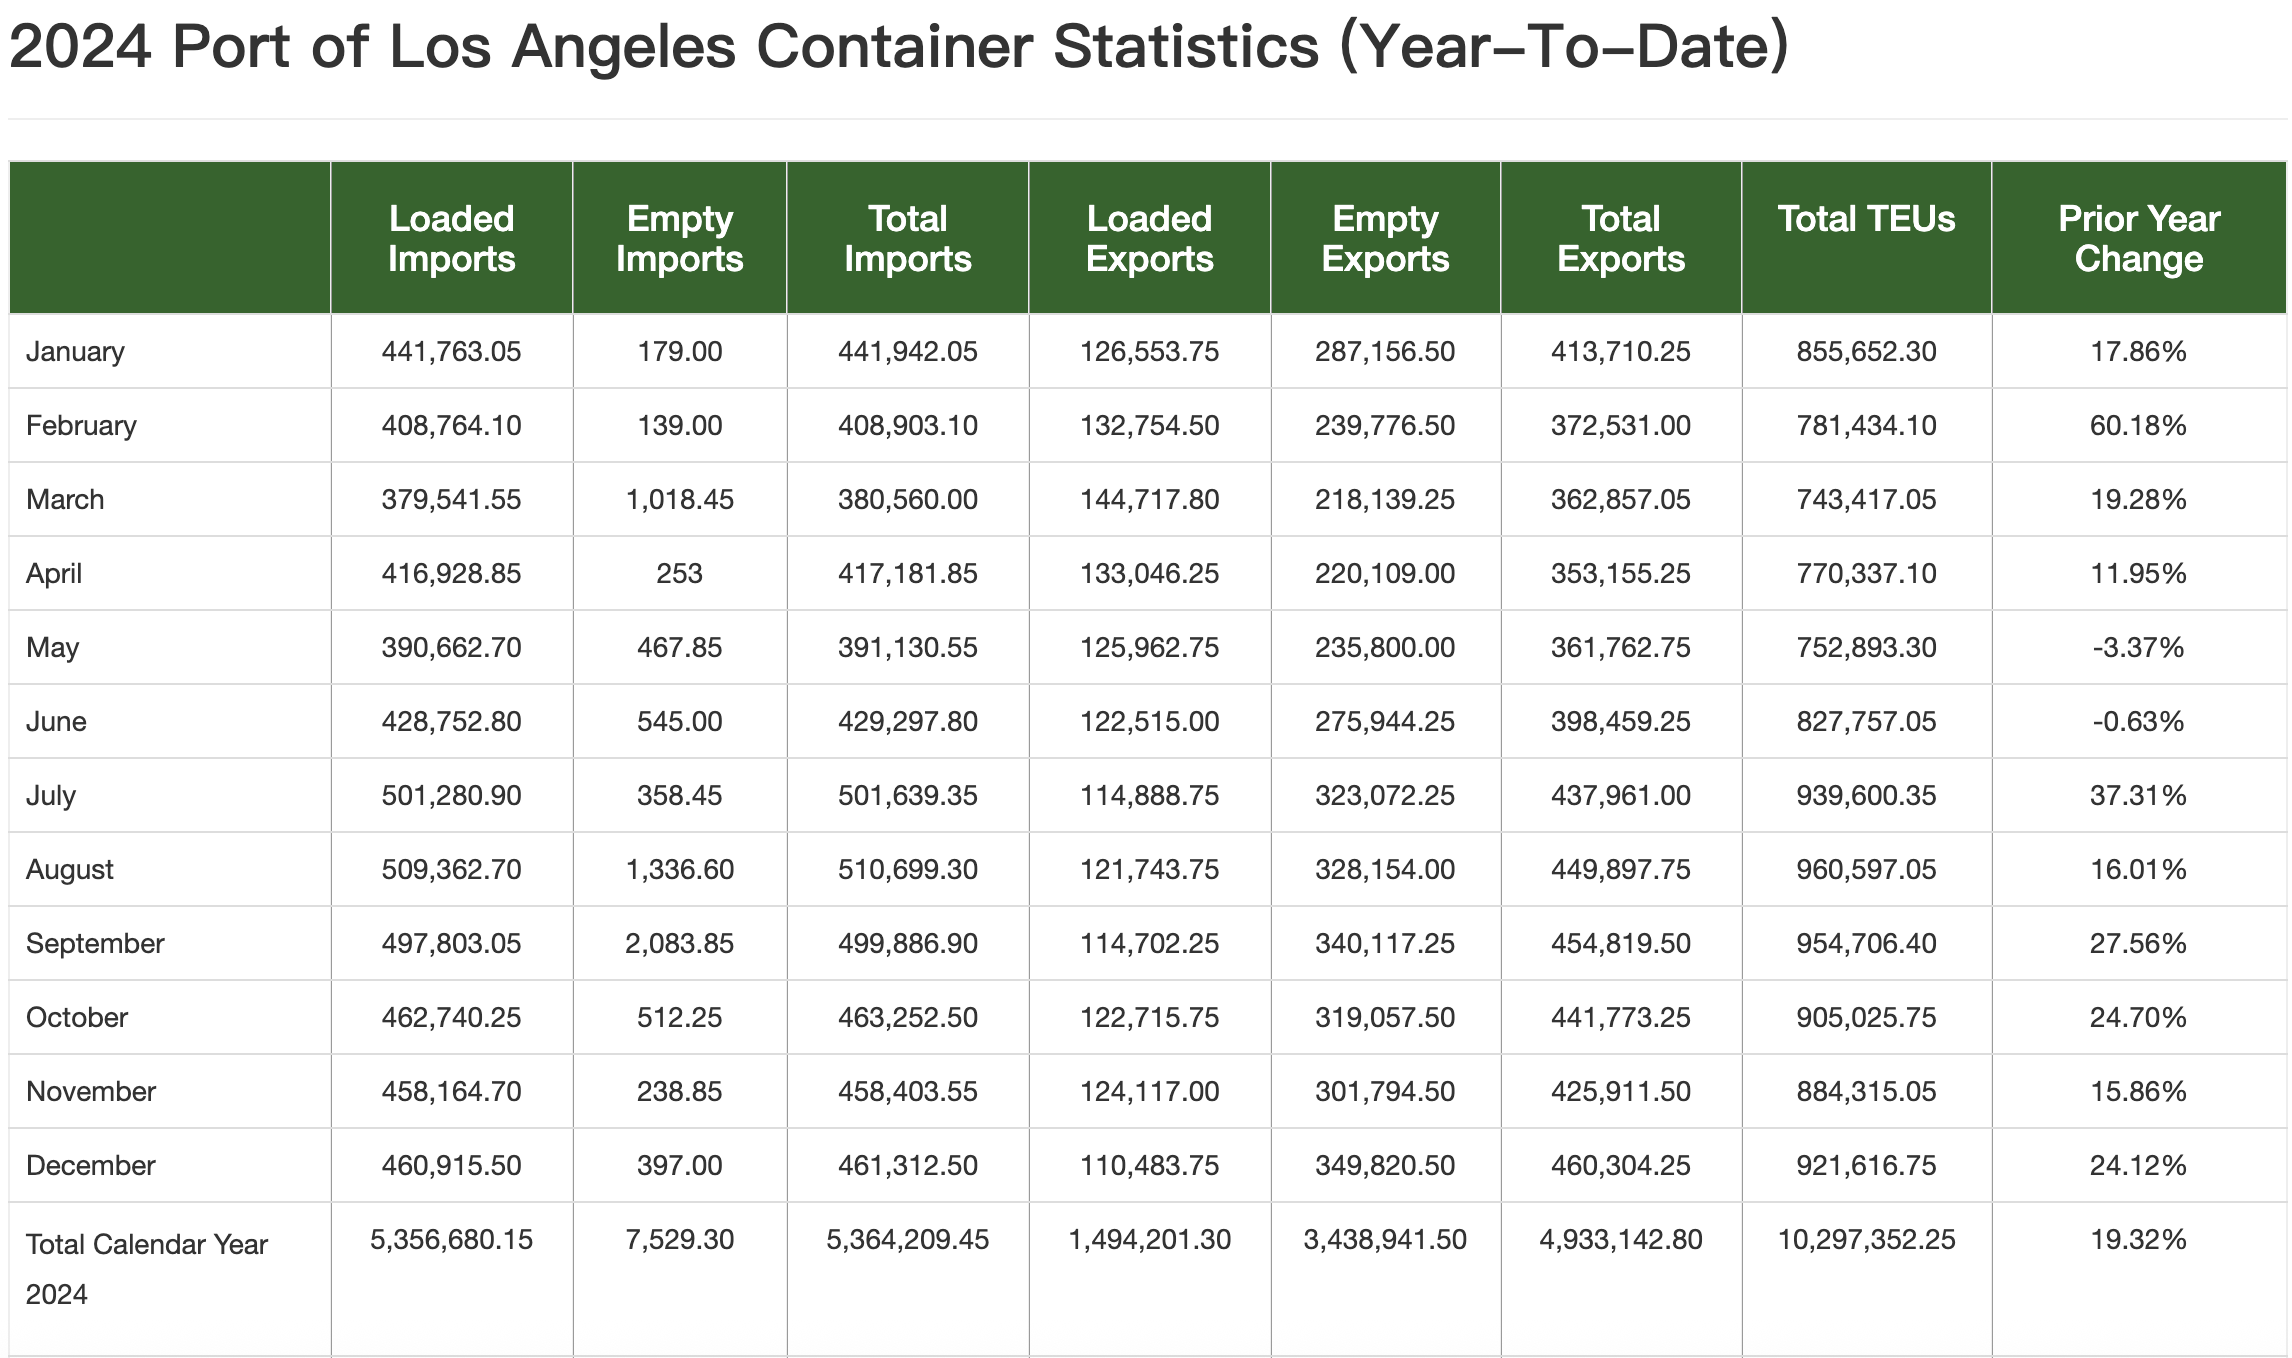 2024 Port of Los Angeles Container Statistics (Year–To–Date)
Loaded Imports Empty Imports Total Imports Loaded Exports Empty Exports Total Exports Total TEUs Prior Year Change
January 441,763.05 179.00 441,942.05 126,553.75 287,156.50 413,710.25 855,652.30 17.86%
February 408,764.10 139.00 408,903.10 132,754.50 239,776.50 372,531.00 781,434.10 60.18%
March 379,541.55 1,018.45 380,560.00 144,717.80 218,139.25 362,857.05 743,417.05 19.28%
April 416,928.85 253 417,181.85 133,046.25 220,109.00 353,155.25 770,337.10 11.95%
May 390,662.70 467.85 391,130.55 125,962.75 235,800.00 361,762.75 752,893.30 -3.37%
June 428,752.80 545.00 429,297.80 122,515.00 275,944.25 398,459.25 827,757.05 -0.63%
July 501,280.90 358.45 501,639.35 114,888.75 323,072.25 437,961.00 939,600.35 37.31%
August 509,362.70 1,336.60 510,699.30 121,743.75 328,154.00 449,897.75 960,597.05 16.01%
September 497,803.05 2,083.85 499,886.90 114,702.25 340,117.25 454,819.50 954,706.40 27.56%
October 462,740.25 512.25 463,252.50 122,715.75 319,057.50 441,773.25 905,025.75 24.70%
November 458,164.70 238.85 458,403.55 124,117.00 301,794.50 425,911.50 884,315.05 15.86%
December 460,915.50 397.00 461,312.50 110,483.75 349,820.50 460,304.25 921,616.75 24.12%
Total Calendar Year 2024 5,356,680.15 7,529.30 5,364,209.45 1,494,201.30 3,438,941.50 4,933,142.80 10,297,352.25 19.32%